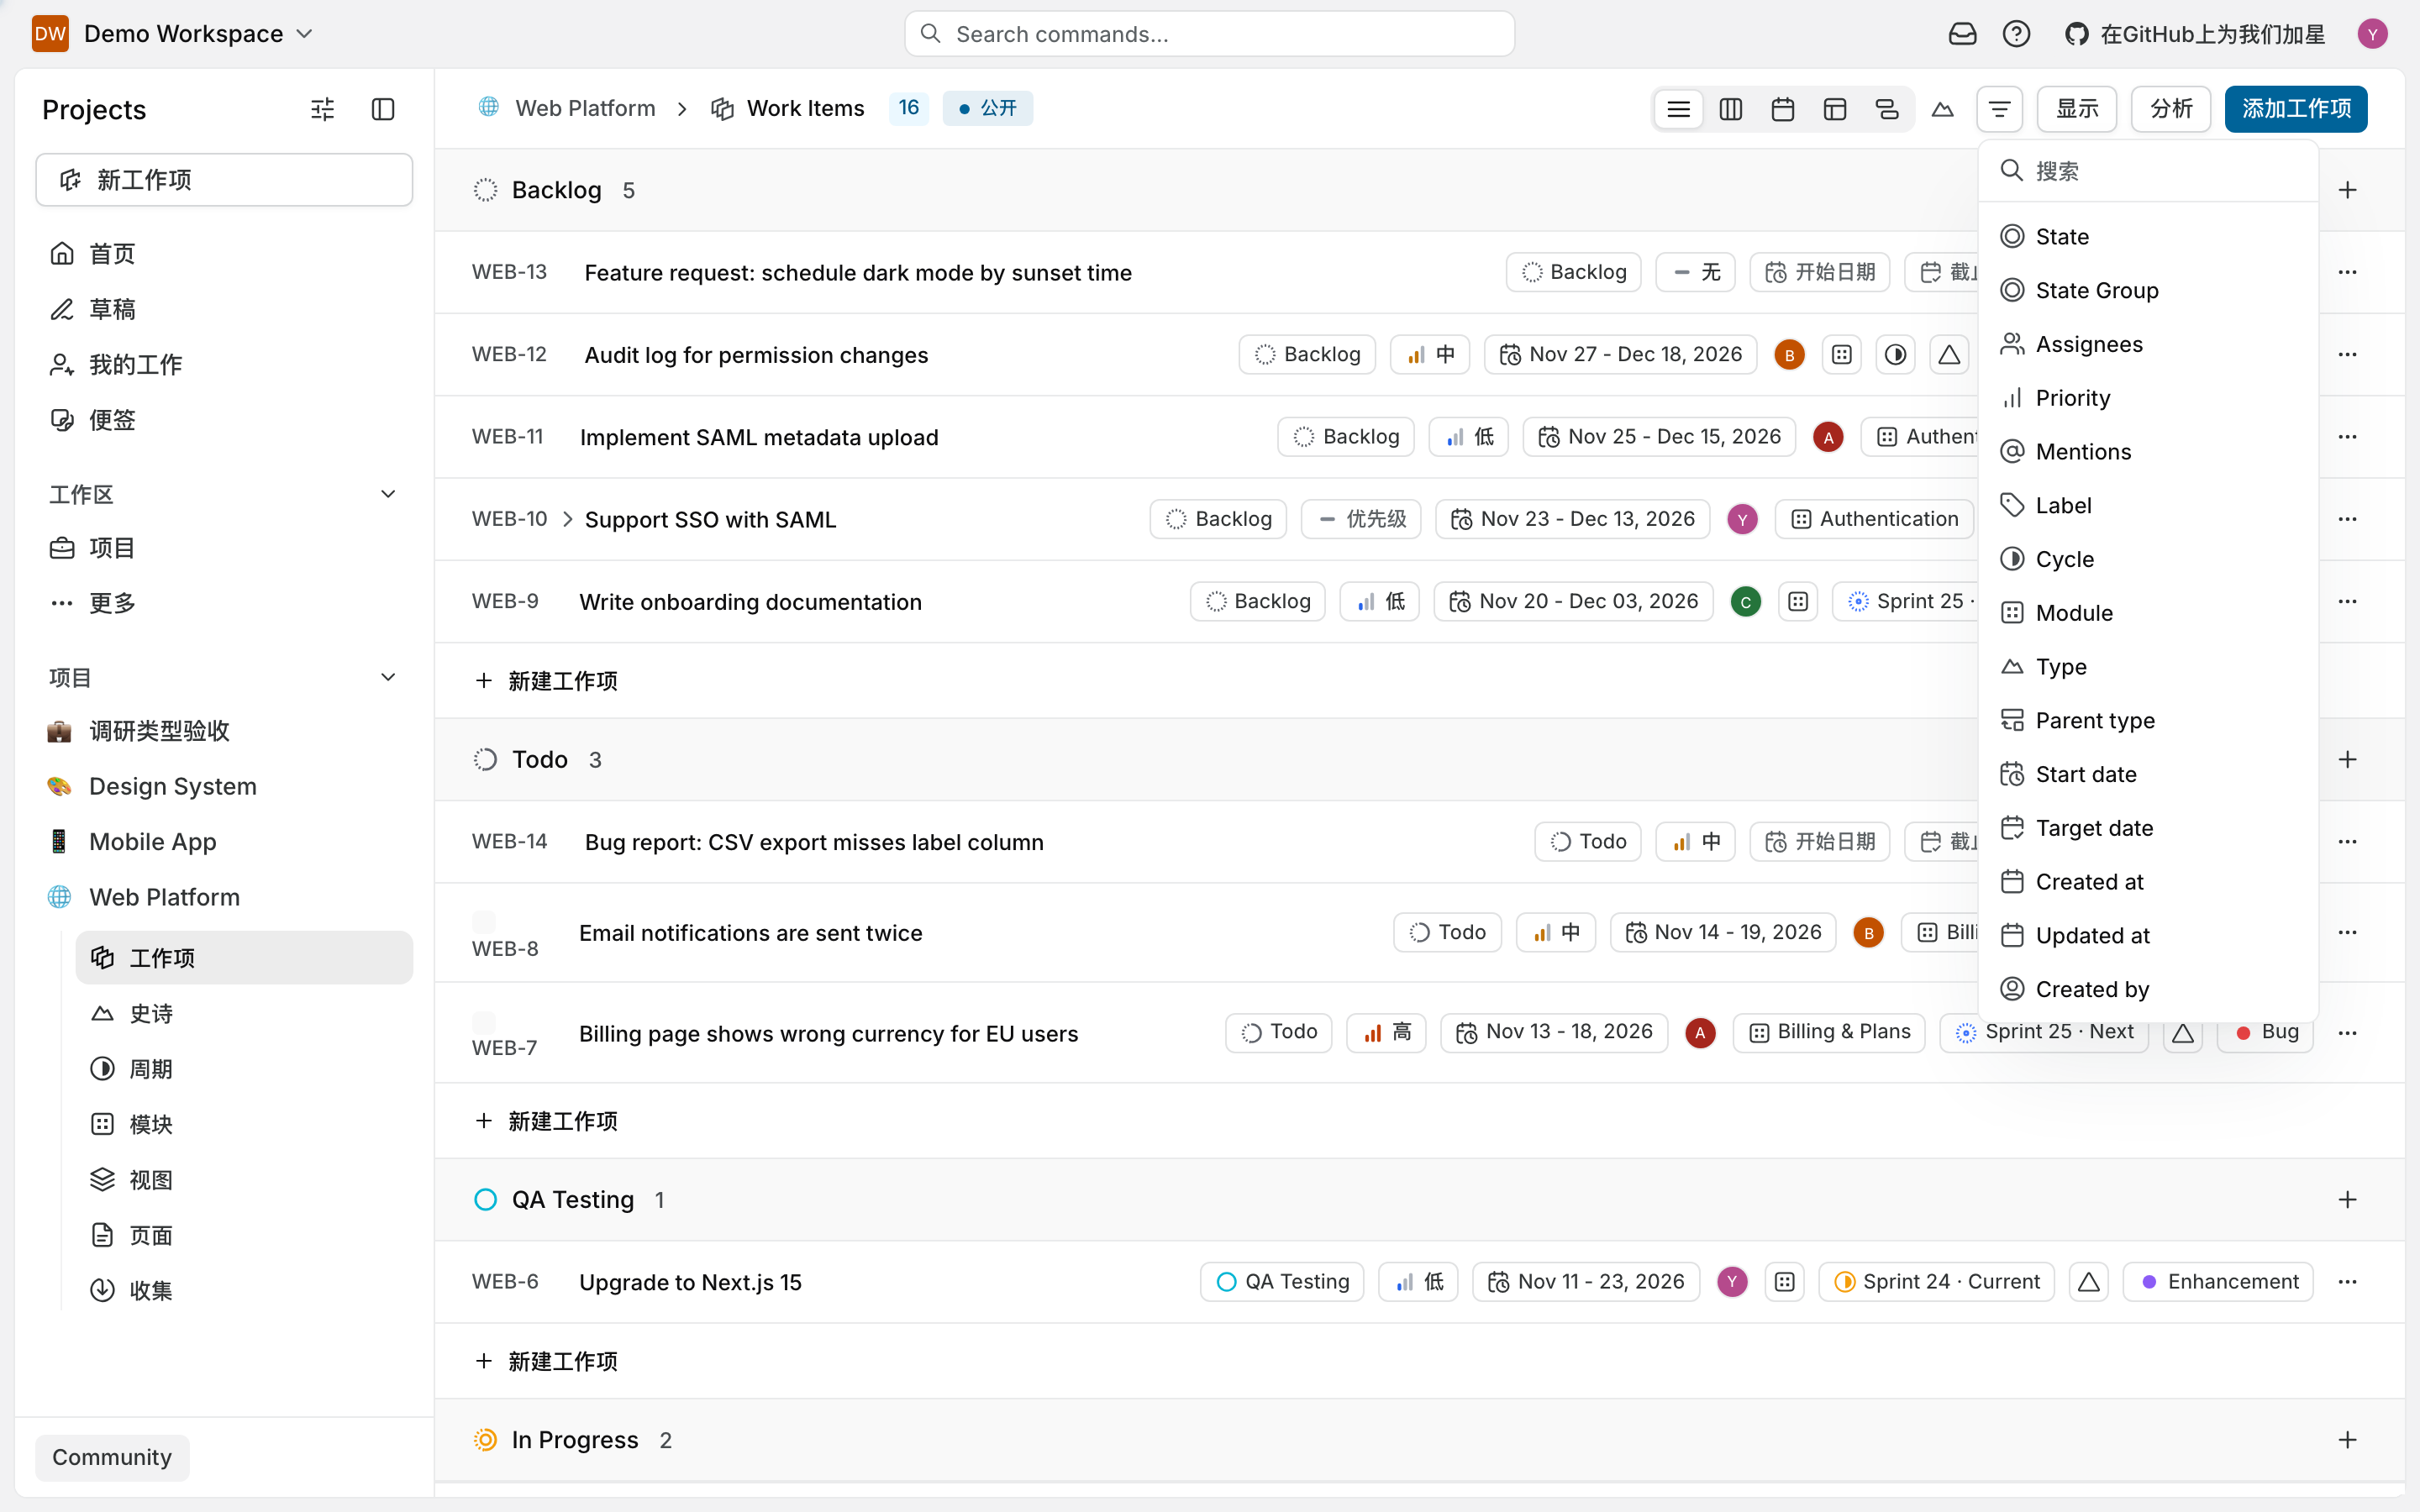 DW Demo Workspace
Search commands...
在GitHub上为我们加星
Y
Projects
新工作项
首页
草稿
我的工作
便签
工作区
项目
更多
项目
调研类型验收
Design System
Mobile App
Web Platform
工作项
史诗
周期
模块
视图
页面
收集
Community
Web Platform
Work Items
16
公开
显示
分析
添加工作项
Backlog 5
WEB-13 Feature request: schedule dark mode by sunset time Backlog 无 开始日期
WEB-12 Audit log for permission changes Backlog 中 Nov 27 - Dec 18, 2026 B
WEB-11 Implement SAML metadata upload Backlog 低 Nov 25 - Dec 15, 2026 A
WEB-10 Support SSO with SAML Backlog 优先级 Nov 23 - Dec 13, 2026 Y Authentication
WEB-9 Write onboarding documentation Backlog 低 Nov 20 - Dec 03, 2026 C Sprint 25 ·
新建工作项
Todo 3
WEB-14 Bug report: CSV export misses label column Todo 中 开始日期
WEB-8 Email notifications are sent twice Todo 中 Nov 14 - 19, 2026 B
WEB-7 Billing page shows wrong currency for EU users Todo 高 Nov 13 - 18, 2026 A Billing & Plans Sprint 25 · Next Bug
新建工作项
QA Testing 1
WEB-6 Upgrade to Next.js 15 QA Testing 低 Nov 11 - 23, 2026 Y Sprint 24 · Current Enhancement
新建工作项
In Progress 2
搜索
State
State Group
Assignees
Priority
Mentions
Label
Cycle
Module
Type
Parent type
Start date
Target date
Created at
Updated at
Created by